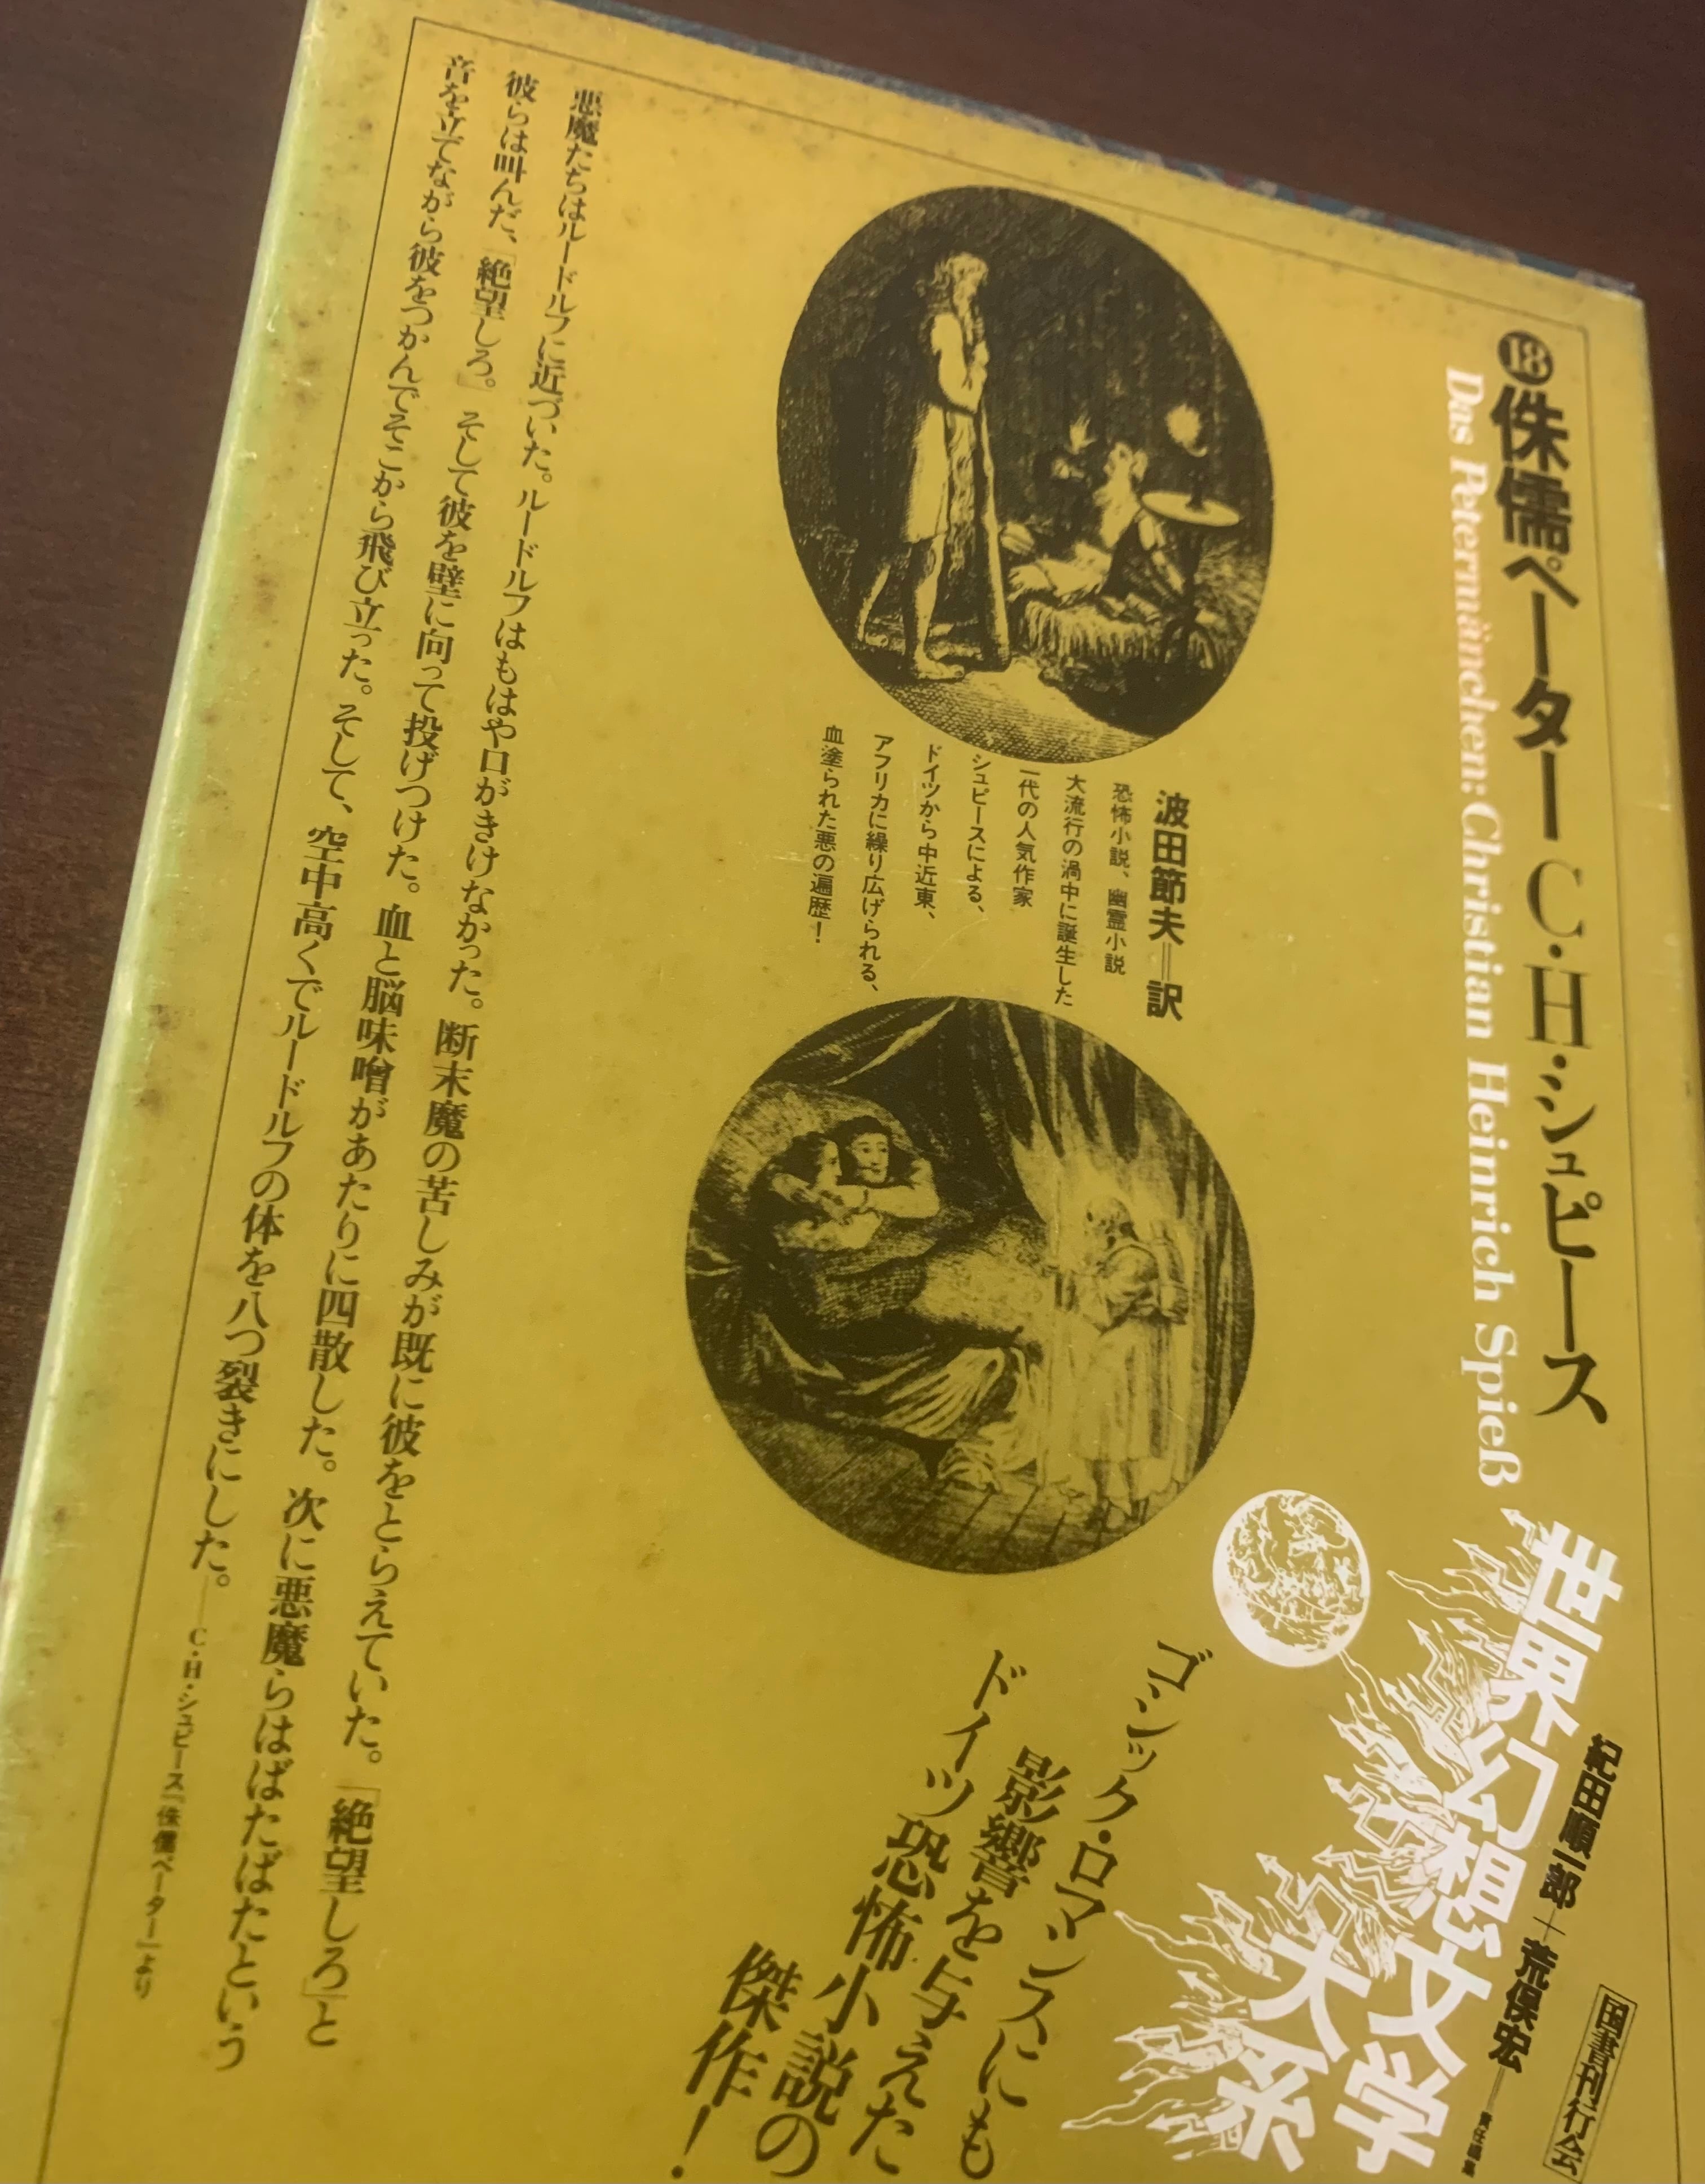 ⓲侏儒ペーター C・H・シュピース
Das Petermänchen: Christian Heinrich Spieß
世界幻想文学大系
紀田順一郎+荒俣宏=責任編集
国書刊行会
ゴシック・ロマンスにも
影響を与えた
ドイツ恐怖小説の
傑作!
波田節夫=訳
恐怖小説、幽霊小説
大流行の渦中に誕生した
一代の人気作家
シュピースによる、
ドイツから中近東、
アフリカに繰り広げられる、
血塗られた悪の遍歴!
悪魔たちはルードルフに近づいた。ルードルフはもはや口がきけなかった。断末魔の苦しみが既に彼をとらえていた。「絶望しろ」と
彼らは叫んだ、「絶望しろ。」そして彼を壁に向って投げつけた。血と脳味噌があたりに四散した。次に悪魔らはばたばたという
音を立てながら彼をつかんでそこから飛び立った。そして、空中高くでルードルフの体を八つ裂きにした。——C・H・シュピース『侏儒ペーター』より